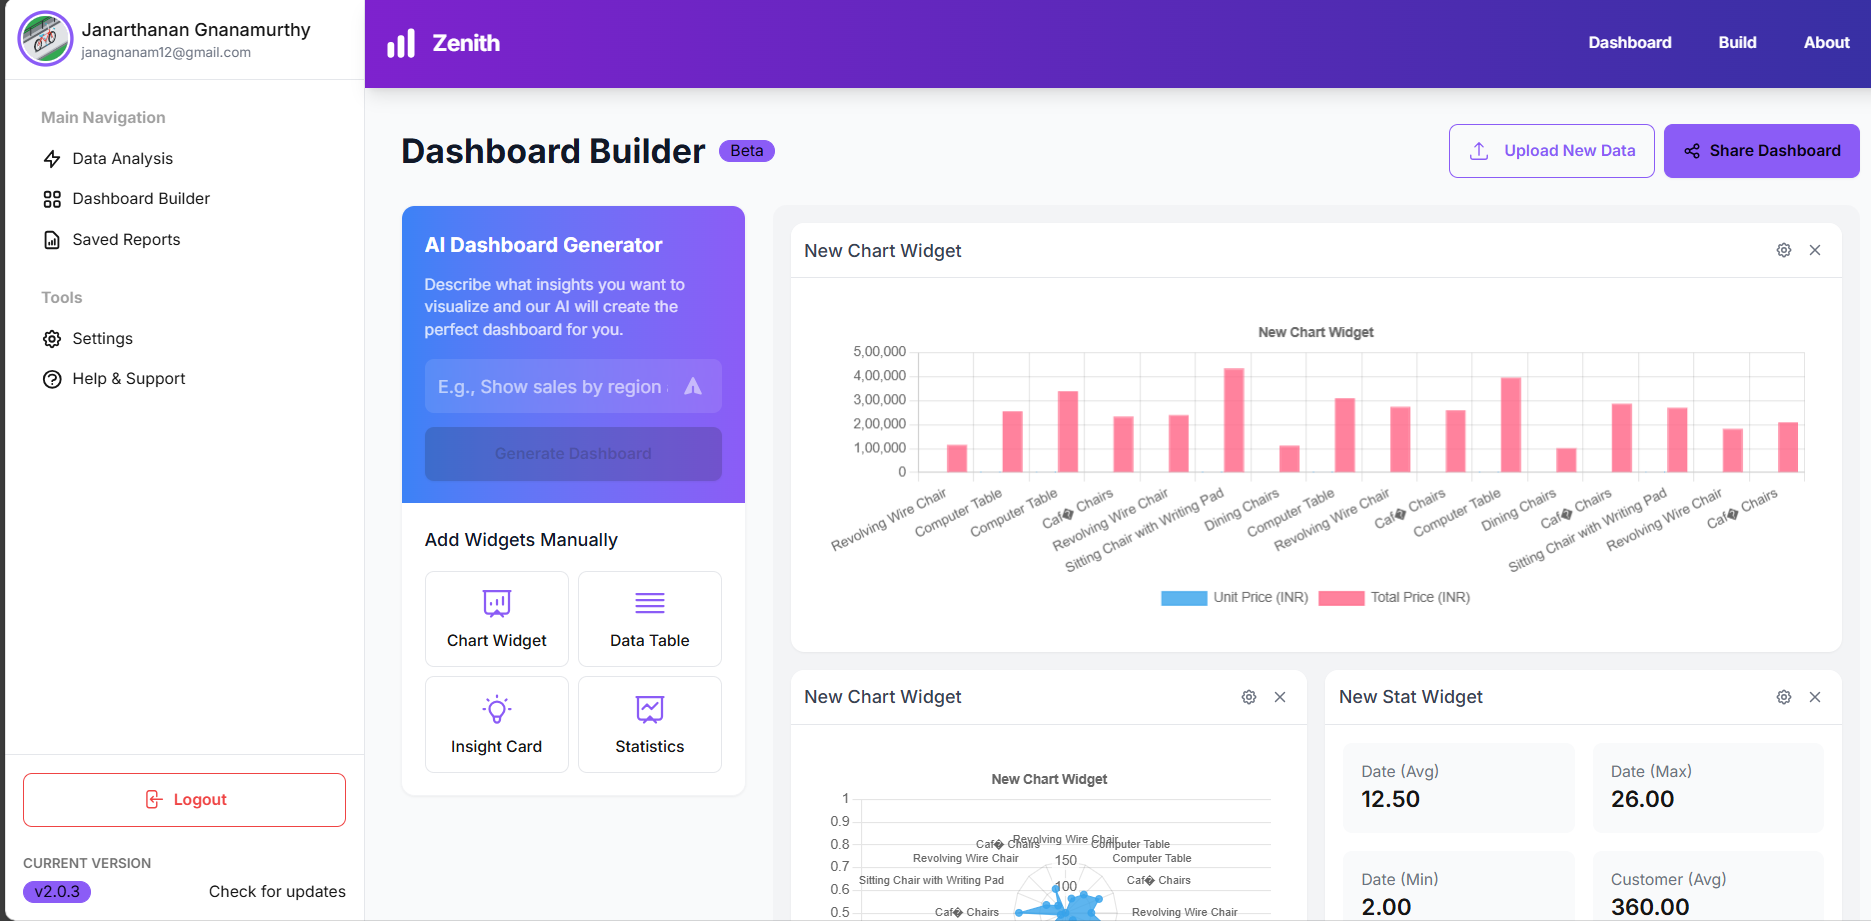 Janarthanan Gnanamurthy
janagnanam12@gmail.com
Main Navigation
Data Analysis
Dashboard Builder
Saved Reports
Tools
Settings
Help & Support
Logout
CURRENT VERSION
v2.0.3 Check for updates
Zenith
Dashboard Build About
Dashboard Builder Beta
Upload New Data Share Dashboard
AI Dashboard Generator
Describe what insights you want to
visualize and our AI will create the
perfect dashboard for you.
E.g., Show sales by region
Generate Dashboard
Add Widgets Manually
Chart Widget Data Table
Insight Card Statistics
New Chart Widget
New Chart Widget
5,00,000
4,00,000
3,00,000
2,00,000
1,00,000
0
Revolving Wire Chair
Computer Table
Computer Table
Caf� Chairs
Revolving Wire Chair
Sitting Chair with Writing Pad
Dining Chairs
Computer Table
Revolving Wire Chair
Caf� Chairs
Computer Table
Dining Chairs
Caf� Chairs
Sitting Chair with Writing Pad
Revolving Wire Chair
Caf� Chairs
Unit Price (INR) Total Price (INR)
New Chart Widget
New Chart Widget
1
0.9
0.8
0.7
0.6
0.5
Revolving Wire Chair
Caf� Chairs Computer Table
Revolving Wire Chair 150 Computer Table
Sitting Chair with Writing Pad 100 Caf� Chairs
Caf� Chairs Revolving Wire Chair
New Stat Widget
Date (Avg)
12.50
Date (Max)
26.00
Date (Min)
2.00
Customer (Avg)
360.00